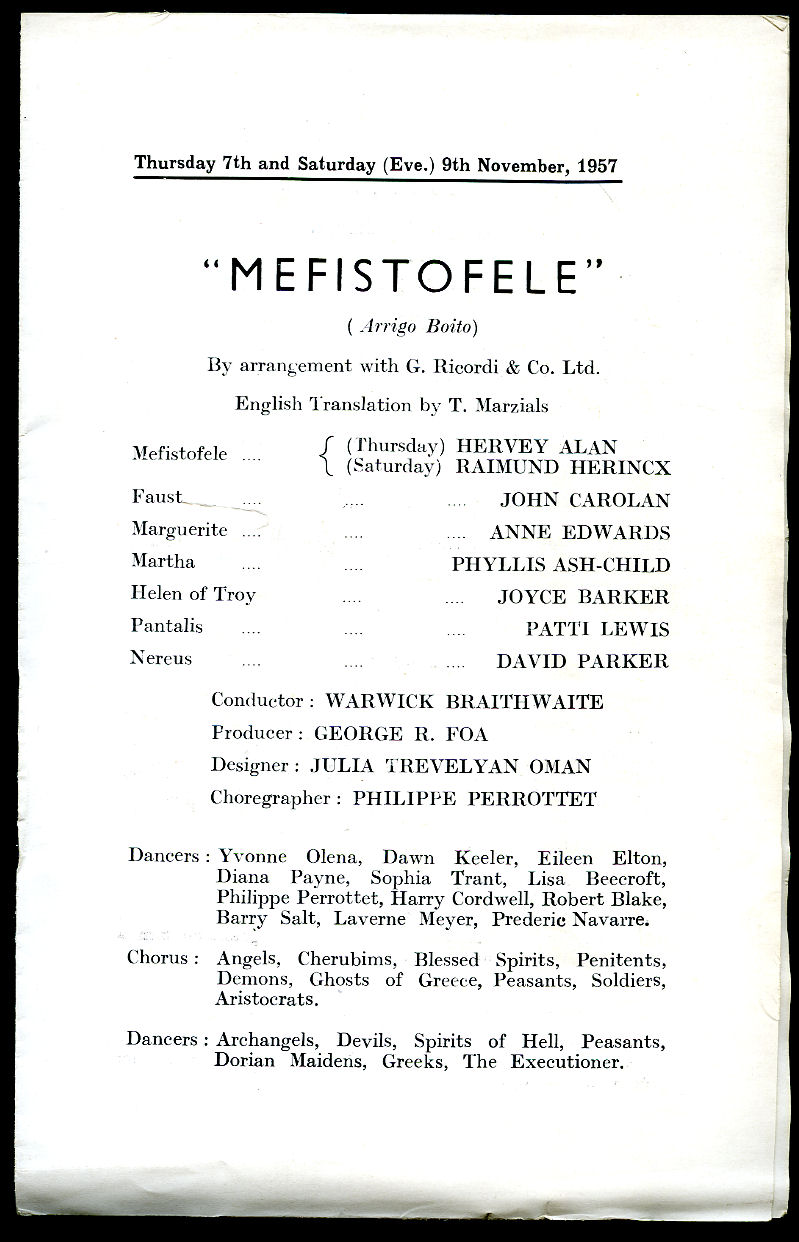 Thursday 7th and Saturday (Eve.) 9th November, 1957
"MEFISTOFELE"
( Arrigo Boito)
By arrangement with G. Ricordi & Co. Ltd.
English Translation by T. Marzials
Mefistofele .... { (Thursday) HERVEY ALAN
(Saturday) RAIMUND HERINCX
Faust .... .... .... JOHN CAROLAN
Marguerite .... .... .... ANNE EDWARDS
Martha .... .... PHYLLIS ASH-CHILD
Helen of Troy .... .... JOYCE BARKER
Pantalis .... .... .... PATTI LEWIS
Nereus .... .... .... DAVID PARKER
Conductor : WARWICK BRAITHWAITE
Producer : GEORGE R. FOA
Designer : JULIA TREVELYAN OMAN
Choregrapher : PHILIPPE PERROTTET
Dancers : Yvonne Olena, Dawn Keeler, Eileen Elton,
Diana Payne, Sophia Trant, Lisa Beecroft,
Philippe Perrottet, Harry Cordwell, Robert Blake,
Barry Salt, Laverne Meyer, Prederic Navarre.
Chorus : Angels, Cherubims, Blessed Spirits, Penitents,
Demons, Ghosts of Greece, Peasants, Soldiers,
Aristocrats.
Dancers : Archangels, Devils, Spirits of Hell, Peasants,
Dorian Maidens, Greeks, The Executioner.